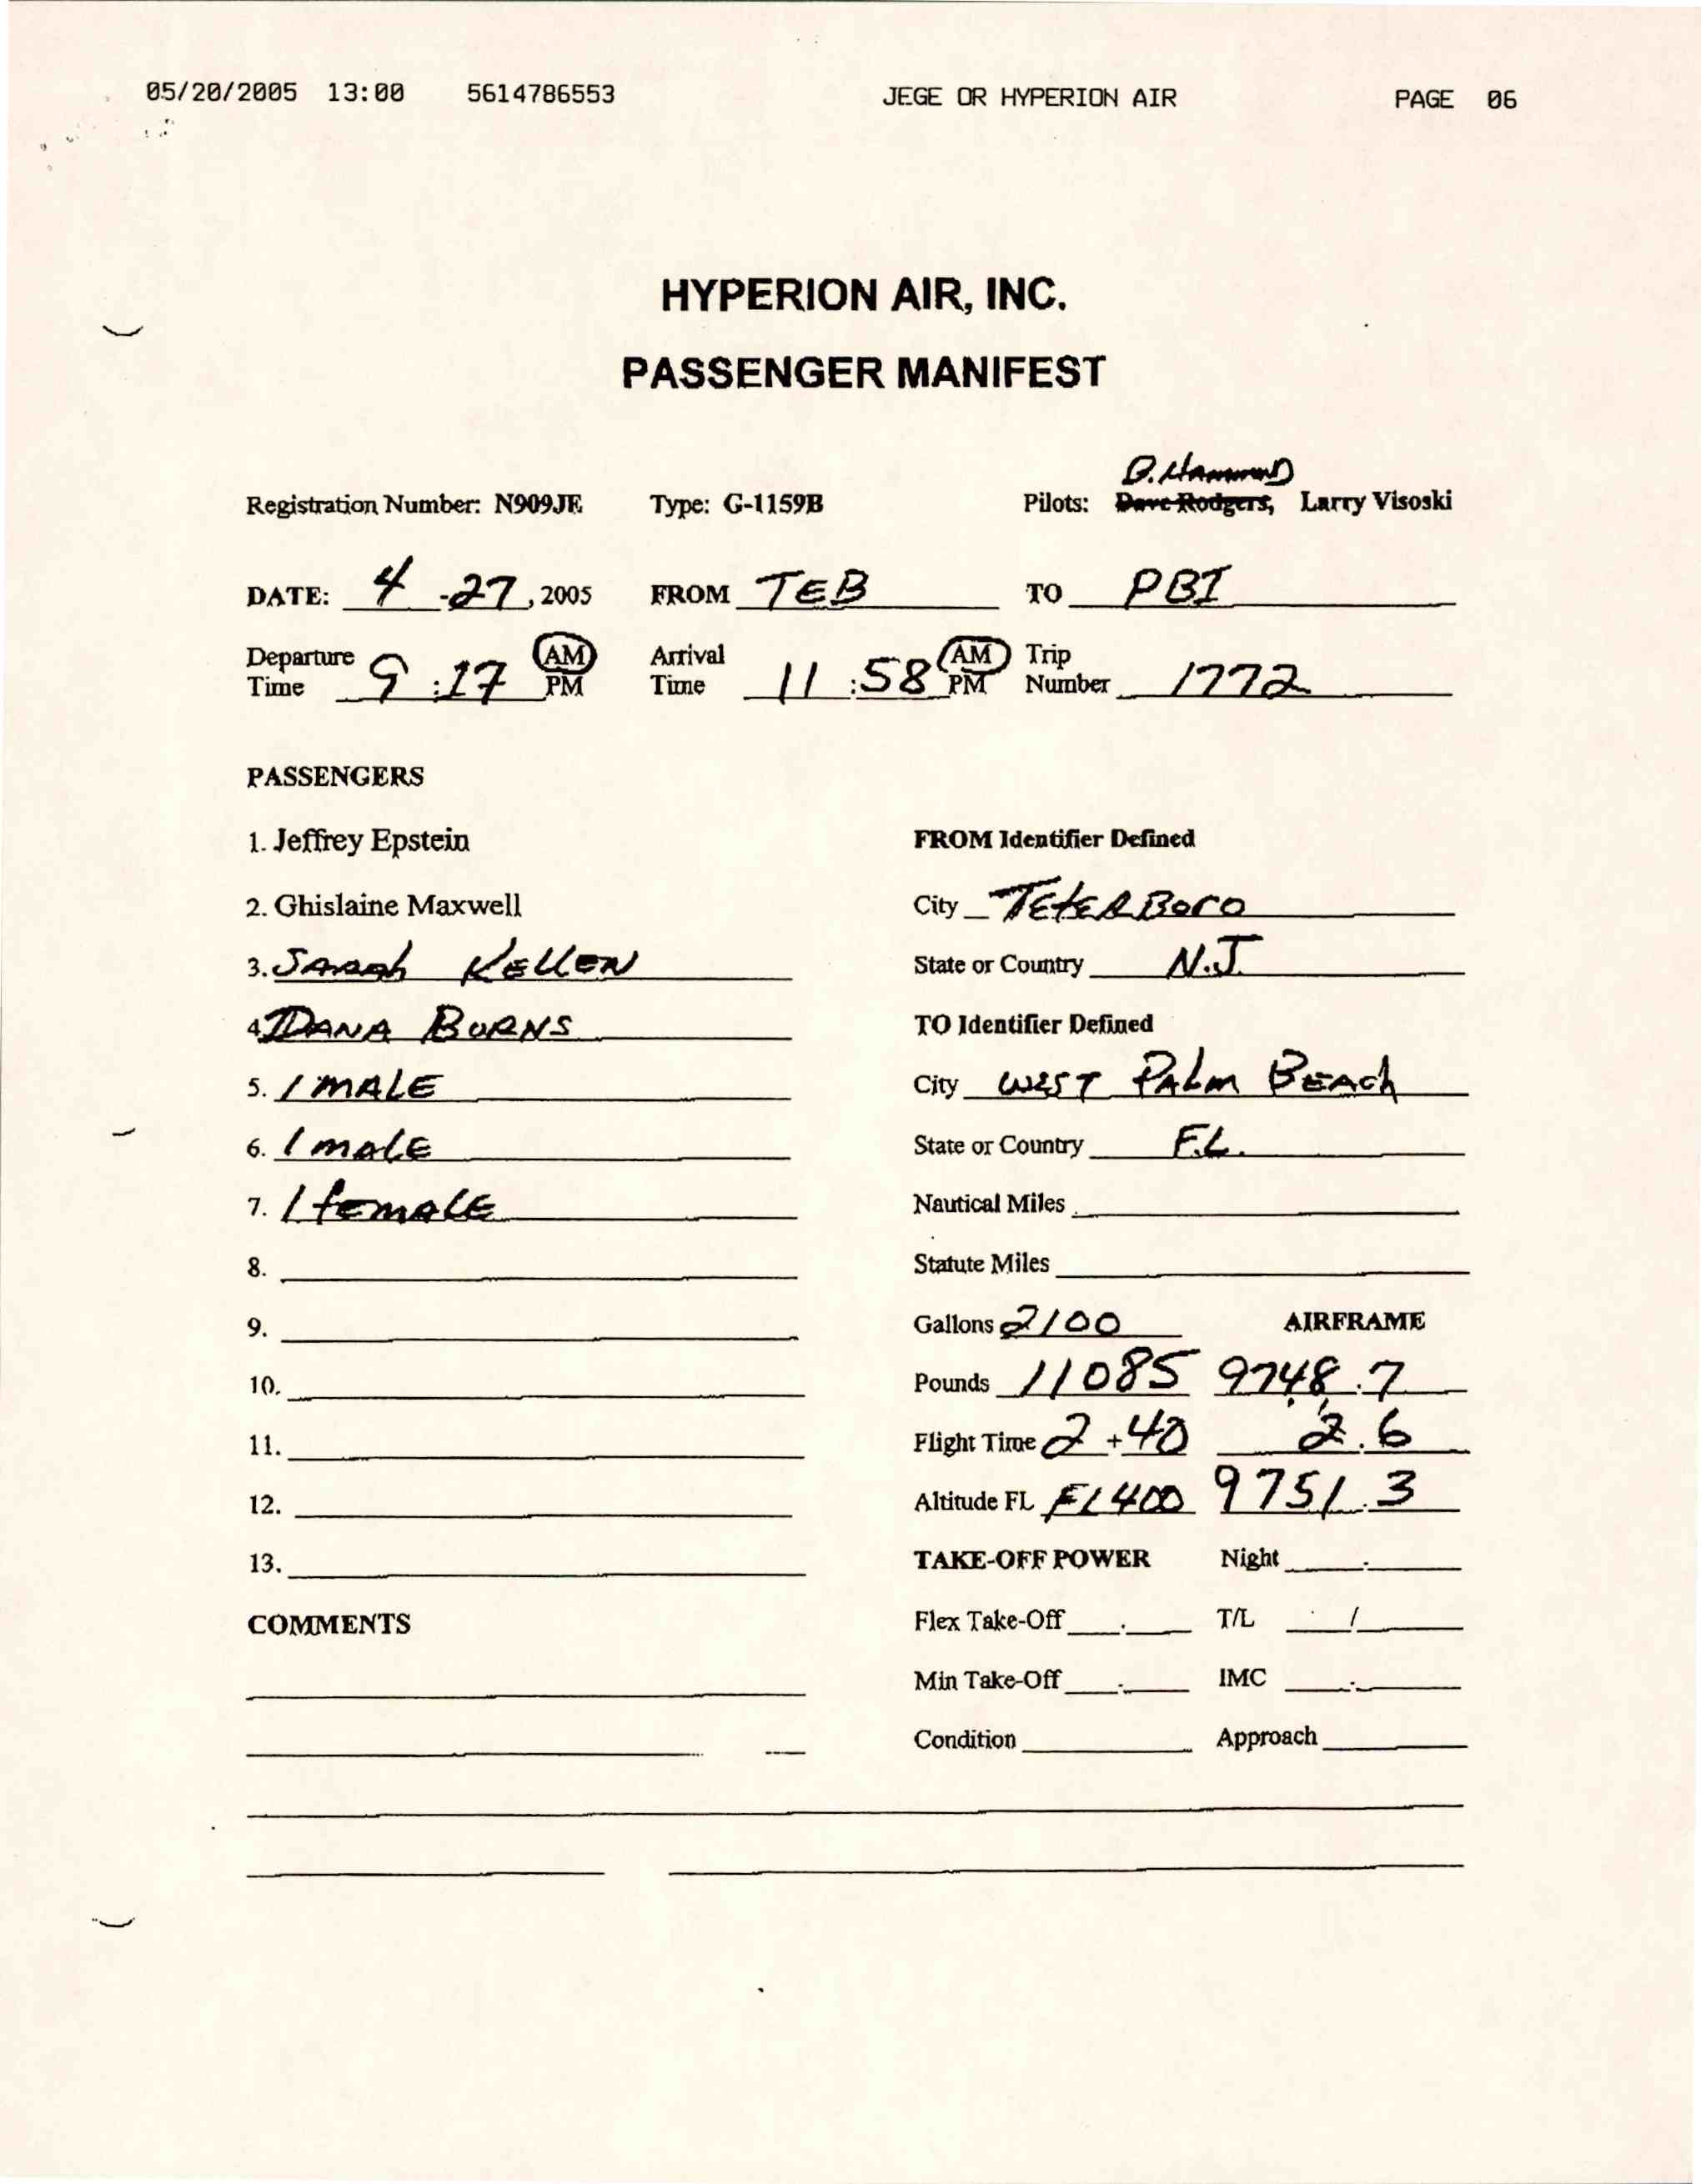 05/20/2005 13:00 5614786553 JEGE OR HYPERION AIR PAGE 06
HYPERION AIR, INC.
PASSENGER MANIFEST
B. Hammond
Registration Number: N909JE Type: G-1159B Pilots: Dave Rodgers, Larry Visoski
DATE: 4 -27, 2005 FROM TEB TO PBI
Departure Time 9:17 AM PM Arrival Time 11:58 AM PM Trip Number 1772
PASSENGERS
1. Jeffrey Epstein
2. Ghislaine Maxwell
3. Sarah Kellen
4. DANA BURNS
5. 1 MALE
6. 1 male
7. 1 female
8.
9.
10.
11.
12.
13.
COMMENTS
FROM Identifier Defined
City TETERBORO
State or Country N.J.
TO Identifier Defined
City WEST PALM BEACH
State or Country F.L.
Nautical Miles
Statute Miles
Gallons 2100 AIRFRAME
Pounds 11085 9748.7
Flight Time 2+40 2.6
Altitude FL FL400 9751.3
TAKE-OFF POWER Night
Flex Take-Off T/L /
Min Take-Off IMC
Condition Approach